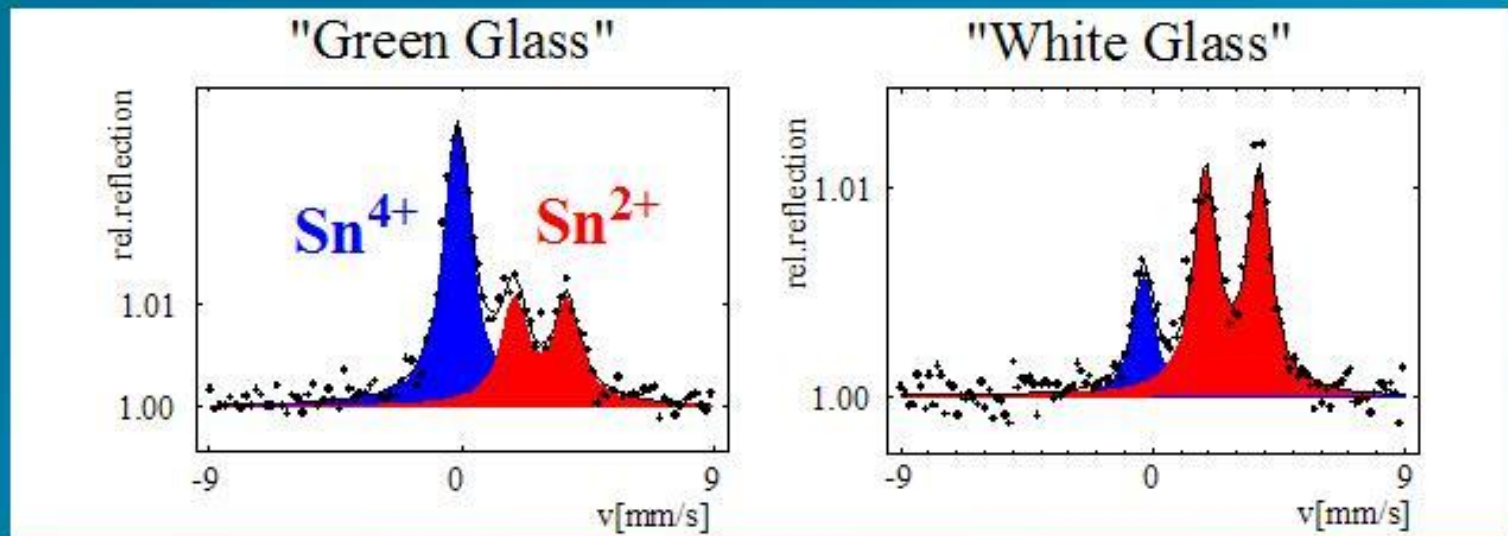 "Green Glass"
rel.reflection
1.01
1.00
Sn⁴⁺
Sn²⁺
-9 0 9
v[mm/s]
"White Glass"
rel.reflection
1.01
1.00
-9 0 9
v[mm/s]